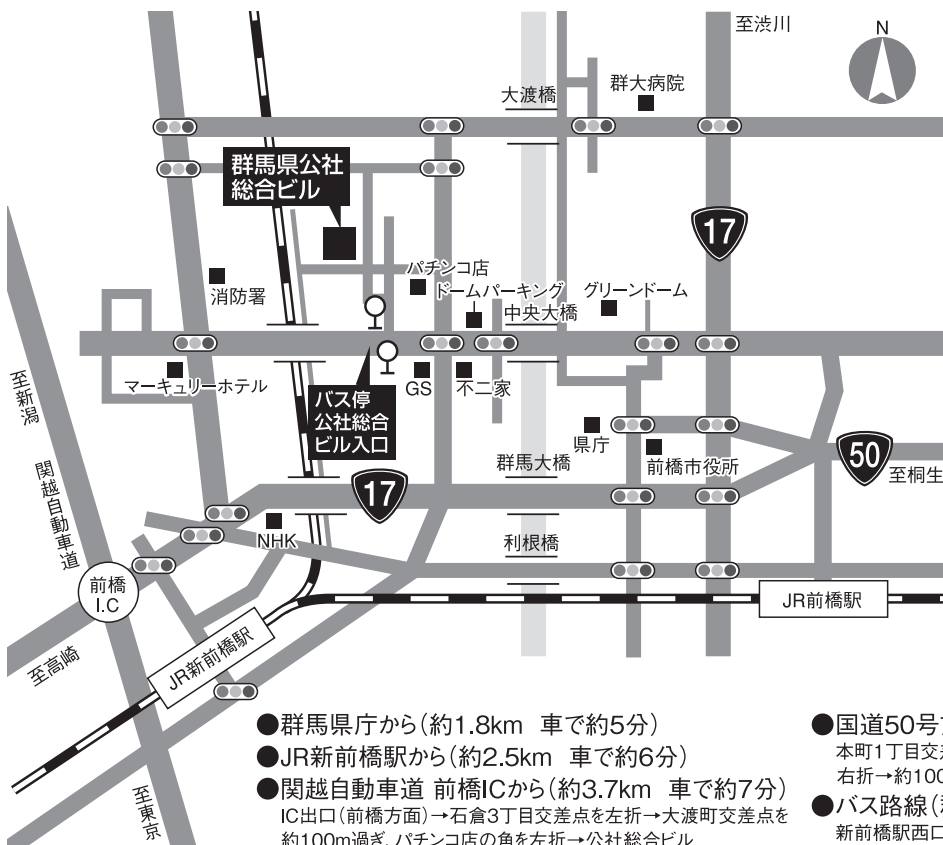 至渋川
N
群大病院
大渡橋
群馬県公社
総合ビル
17
パチンコ店
消防署
ドームパーキング
グリーンドーム
中央大橋
マーキュリーホテル
GS
不二家
バス停
公社総合
ビル入口
至新潟
関越自動車道
県庁
前橋市役所
群馬大橋
50
至桐生
17
NHK
利根橋
前橋
I.C
JR前橋駅
至高崎
JR新前橋駅
至東京
●群馬県庁から(約1.8km 車で約5分)
●JR新前橋駅から(約2.5km 車で約6分)
●関越自動車道 前橋ICから(約3.7km 車で約7分)
IC出口(前橋方面)→石倉3丁目交差点を左折→大渡町交差点を
約100m過ぎ、パチンコ店の角を左折→公社総合ビル
●国道50号
本町1丁目交差
右折→約100
●バス路線(
新前橋駅西口